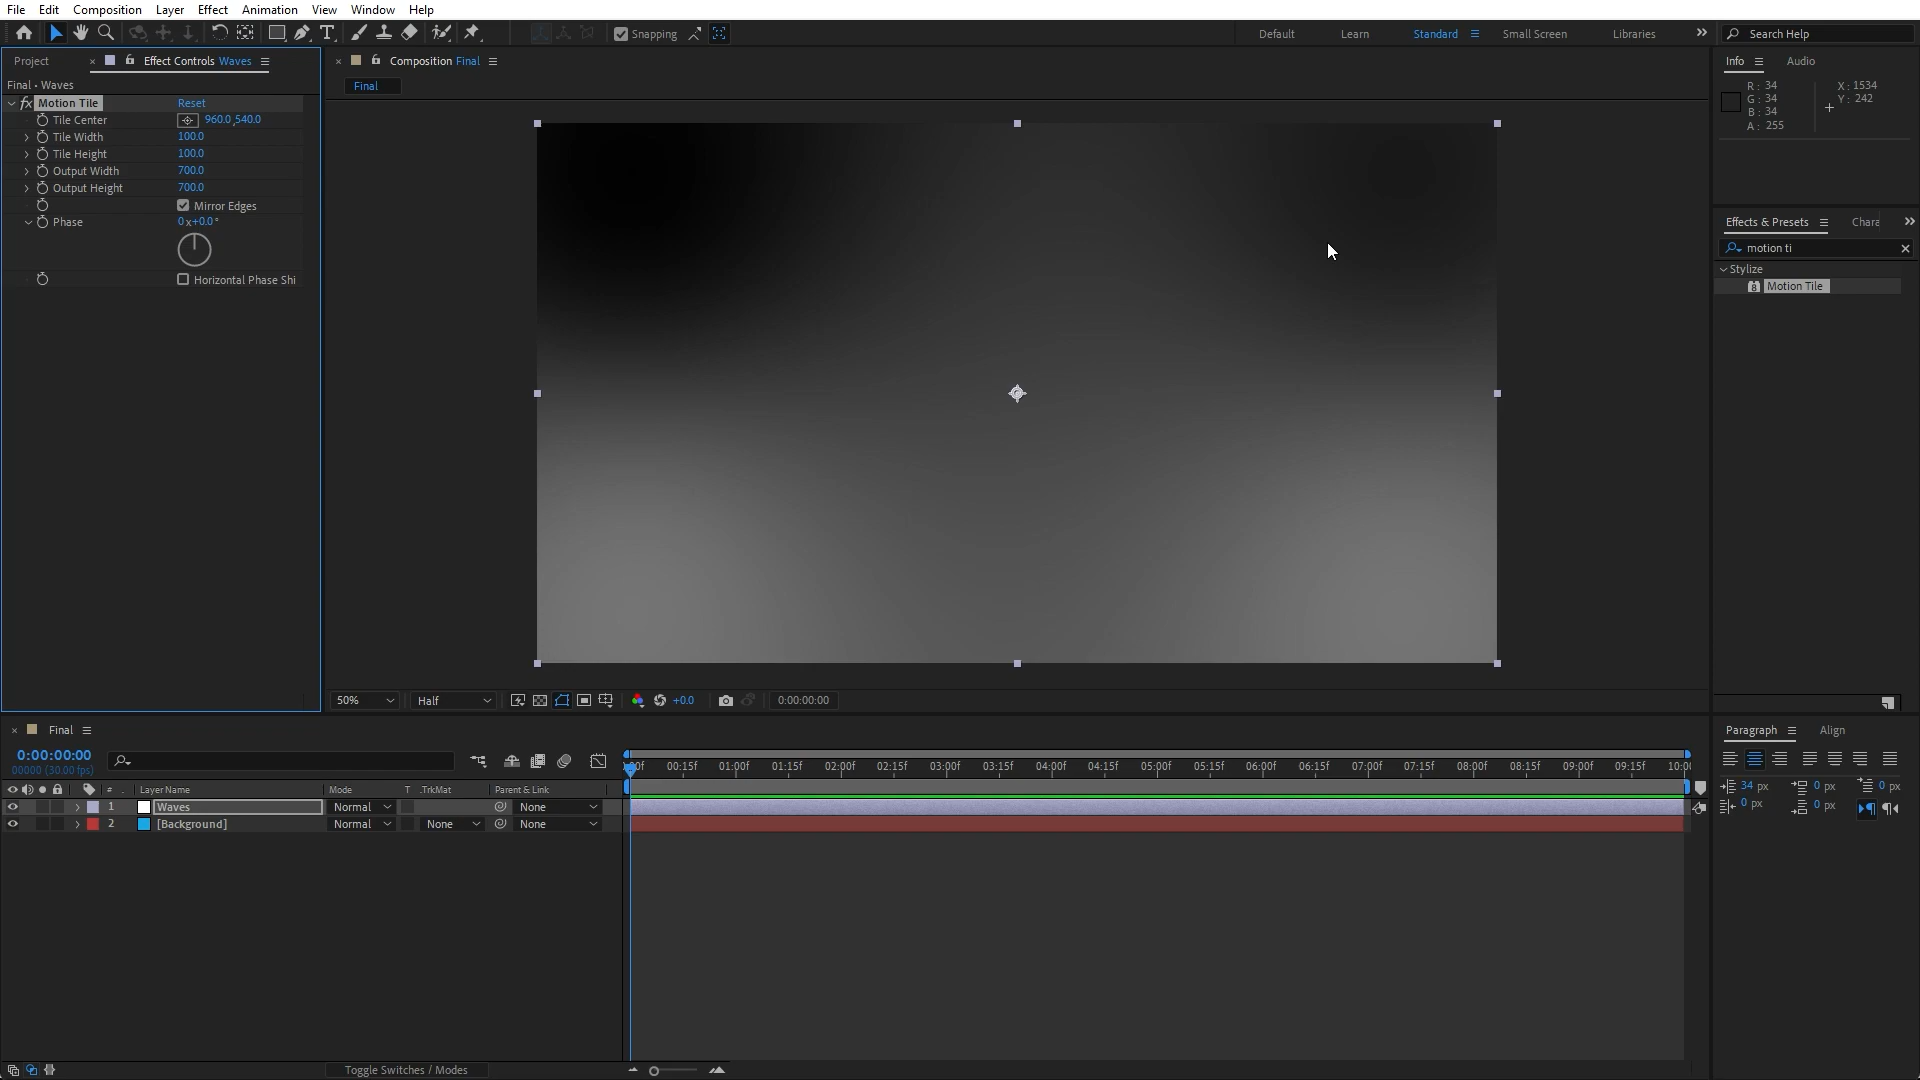 File Edit Composition Layer Effect Animation View Window Help
Snapping
Default Learn Standard Small Screen Libraries
Search Help
Project
Effect Controls Waves
Final • Waves
fx Motion Tile Reset
Tile Center 960.0,540.0
Tile Width 100.0
Tile Height 100.0
Output Width 700.0
Output Height 700.0
Mirror Edges
Phase 0x+0.0°
Horizontal Phase Shi
Composition Final
Final
50% Half +0.0 0:00:00:00
Info Audio
R: 34
G: 34
B: 34
A: 255
X: 1534
Y: 242
Effects & Presets Chara
motion ti
Stylize
Motion Tile
Final
0:00:00:00
00000 (30.00 fps)
# Layer Name Mode T .TrkMat Parent & Link
1 Waves Normal None
2 [Background] Normal None None
00:15f 01:00f 01:15f 02:00f 02:15f 03:00f 03:15f 04:00f 04:15f 05:00f 05:15f 06:00f 06:15f 07:00f 07:15f 08:00f 08:15f 09:00f 09:15f 10:0
Toggle Switches / Modes
Paragraph Align
34 px 0 px 0 px
0 px 0 px